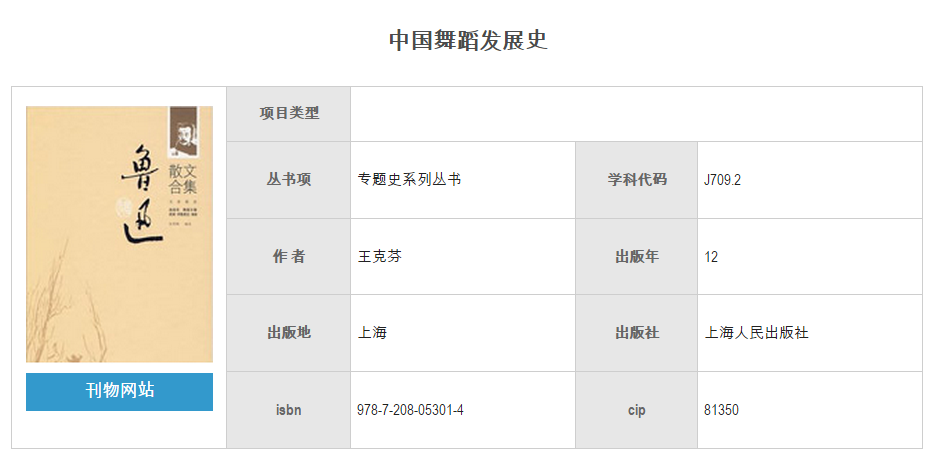 中国舞蹈发展史
鲁迅
散文
合集
刊物网站
项目类型
丛书项 专题史系列丛书 学科代码 J709.2
作 者 王克芬 出版年 12
出版地 上海 出版社 上海人民出版社
isbn 978-7-208-05301-4 cip 81350